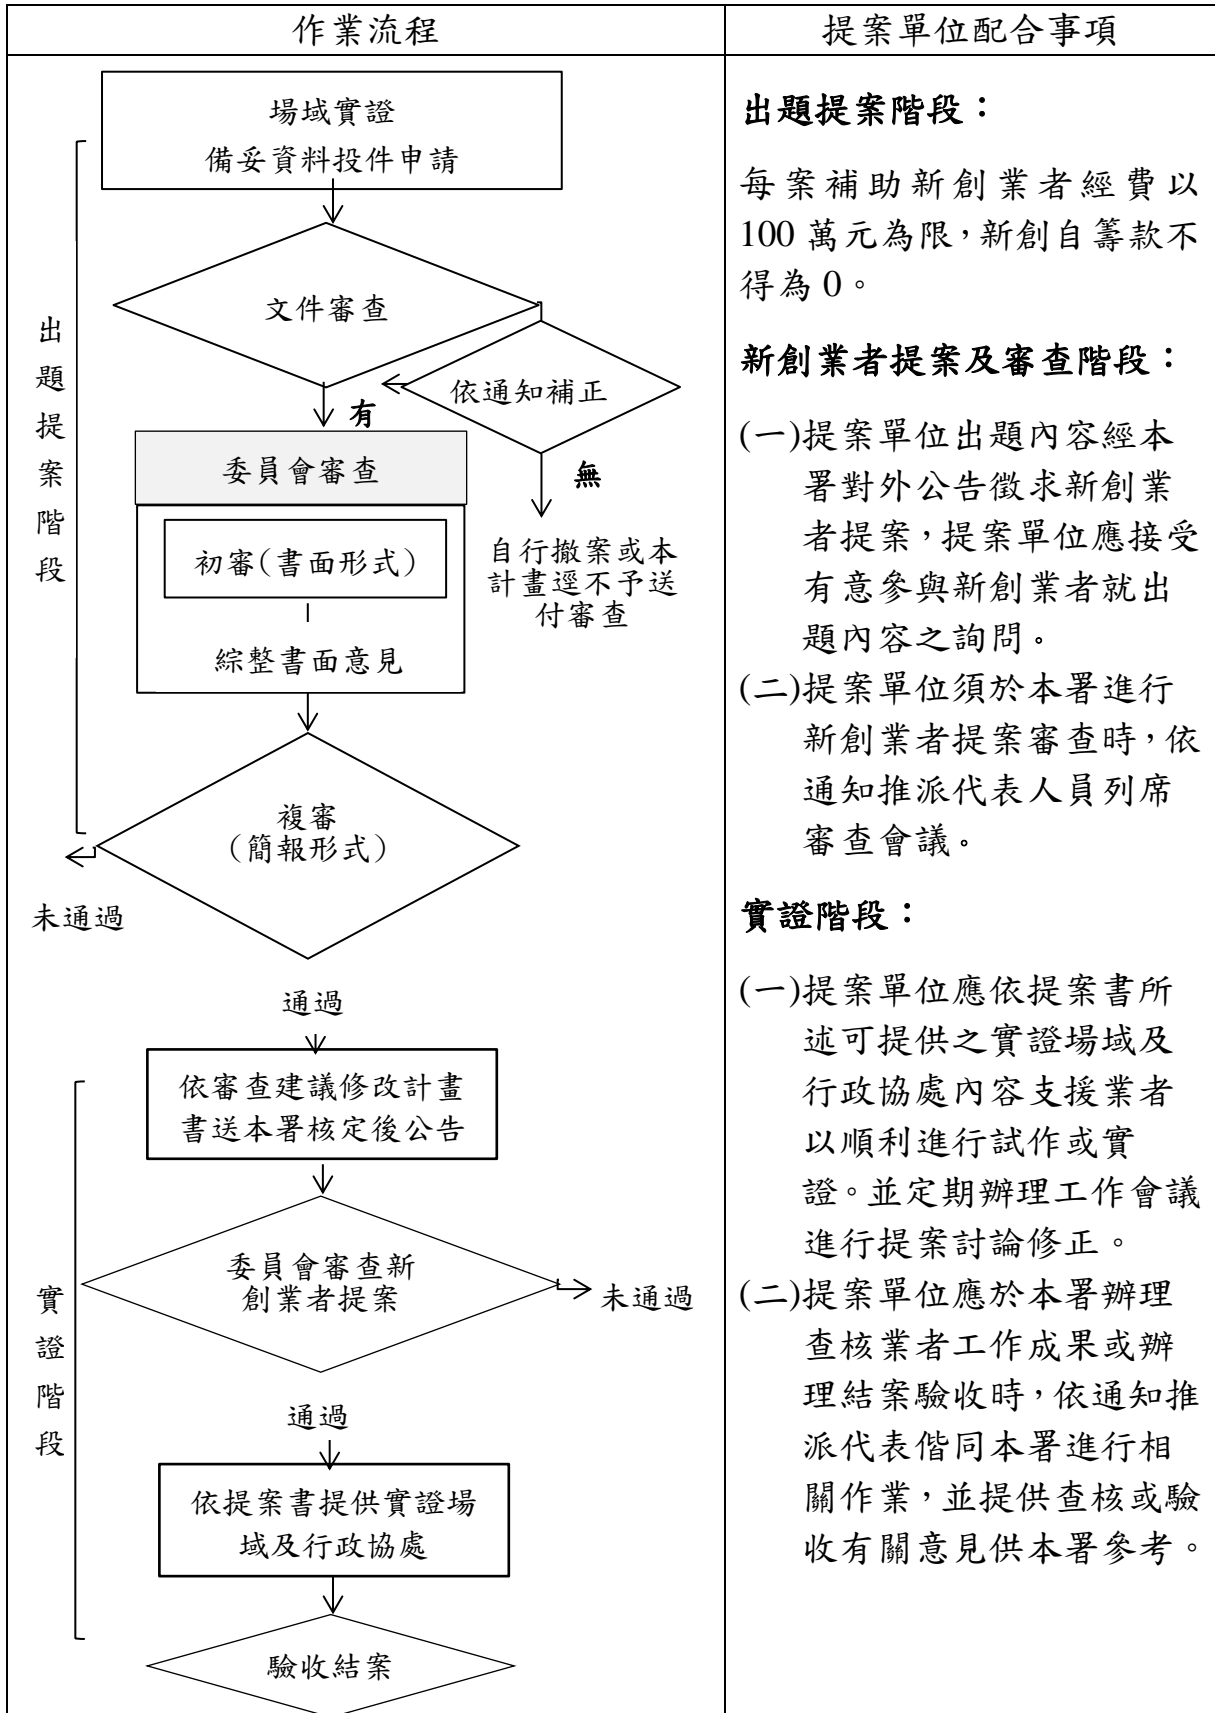 作業流程
提案單位配合事項
場域實證
備妥資料投件申請
文件審查
依通知補正
有
無
委員會審查
初審(書面形式)
綜整書面意見
自行撤案或本
計畫逕不予送
付審查
出
題
提
案
階
段
複審
(簡報形式)
未通過
通過
依審查建議修改計畫
書送本署核定後公告
委員會審查新
創業者提案
未通過
實
證
階
段
通過
依提案書提供實證場
域及行政協處
驗收結案
出題提案階段：
每案補助新創業者經費以
100萬元為限，新創自籌款不
得為0。
新創業者提案及審查階段：
(一)提案單位出題內容經本
署對外公告徵求新創業
者提案，提案單位應接受
有意參與新創業者就出
題內容之詢問。
(二)提案單位須於本署進行
新創業者提案審查時，依
通知推派代表人員列席
審查會議。
實證階段：
(一)提案單位應依提案書所
述可提供之實證場域及
行政協處內容支援業者
以順利進行試作或實
證。並定期辦理工作會議
進行提案討論修正。
(二)提案單位應於本署辦理
查核業者工作成果或辦
理結案驗收時，依通知推
派代表偕同本署進行相
關作業，並提供查核或驗
收有關意見供本署參考。